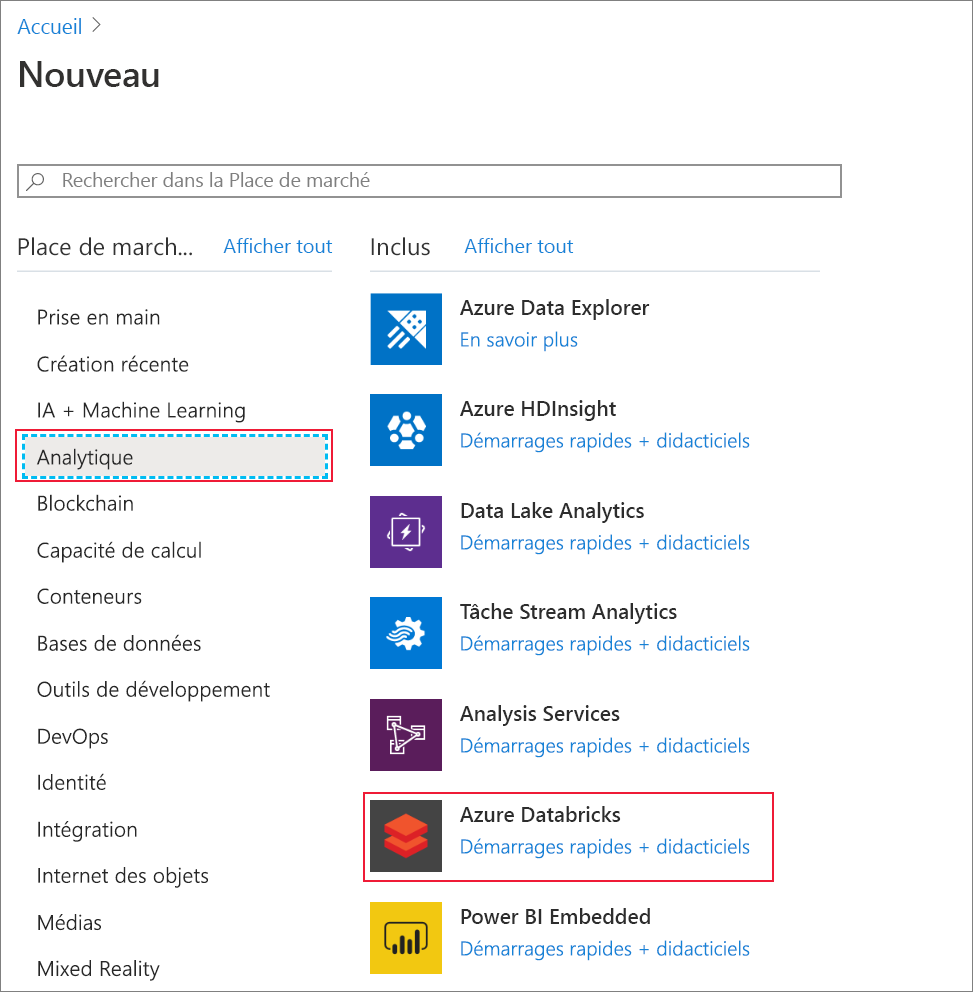 Accueil
Nouveau
Rechercher dans la Place de marché
Place de march... Afficher tout
Prise en main
Création récente
IA + Machine Learning
Analytique
Blockchain
Capacité de calcul
Conteneurs
Bases de données
Outils de développement
DevOps
Identité
Intégration
Internet des objets
Médias
Mixed Reality
Inclus Afficher tout
Azure Data Explorer
En savoir plus
Azure HDInsight
Démarrages rapides + didacticiels
Data Lake Analytics
Démarrages rapides + didacticiels
Tâche Stream Analytics
Démarrages rapides + didacticiels
Analysis Services
Démarrages rapides + didacticiels
Azure Databricks
Démarrages rapides + didacticiels
Power BI Embedded
Démarrages rapides + didacticiels